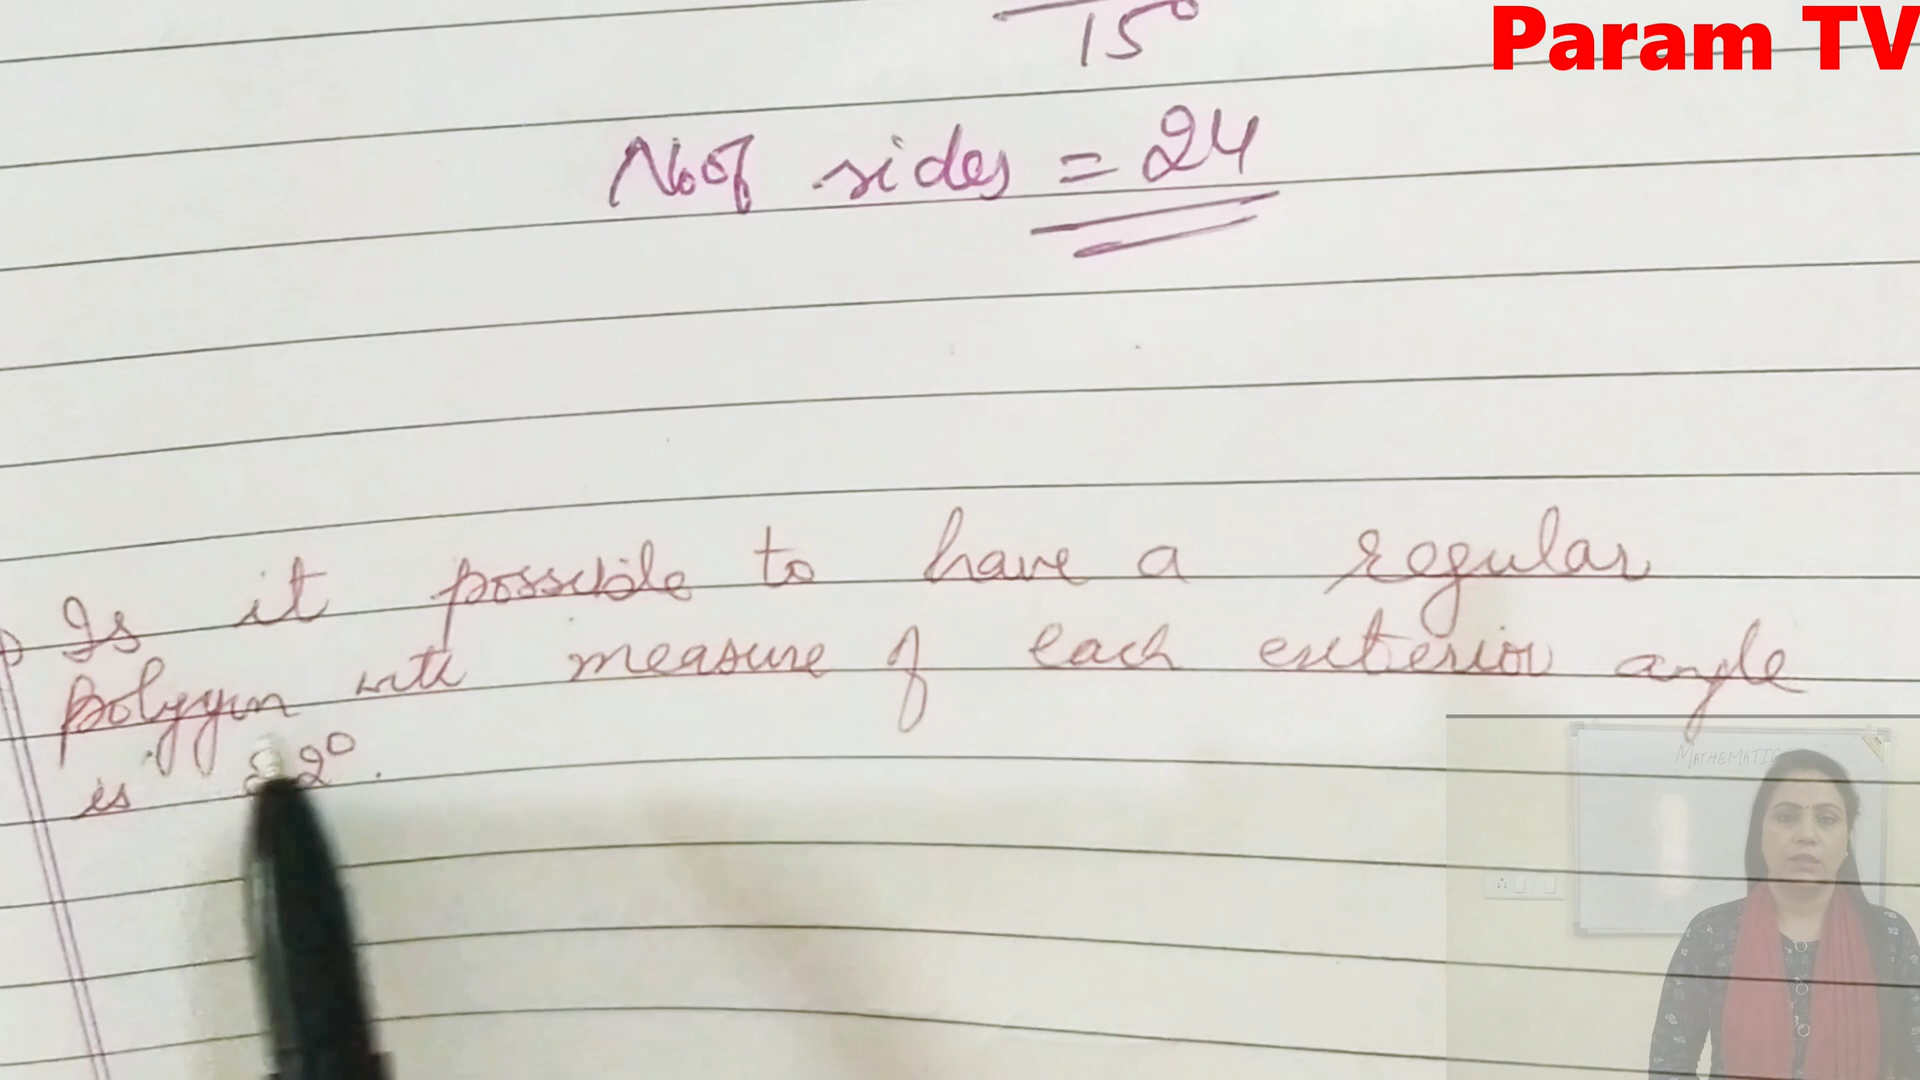 Param TV
15°
No of sides = 24
Is it possible to have a regular
polygon with measure of each exterior angle
is 22°.
MATHEMATICS